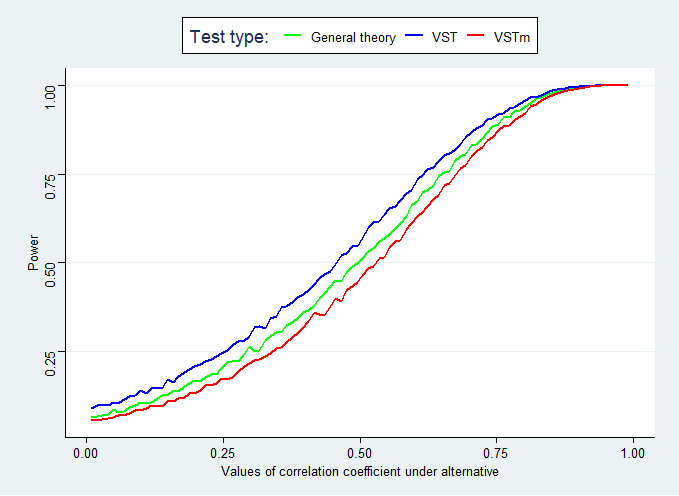 Test type: General theory VST VSTm
1.00
0.75
0.50
0.25
Power
0.00 0.25 0.50 0.75 1.00
Values of correlation coefficient under alternative